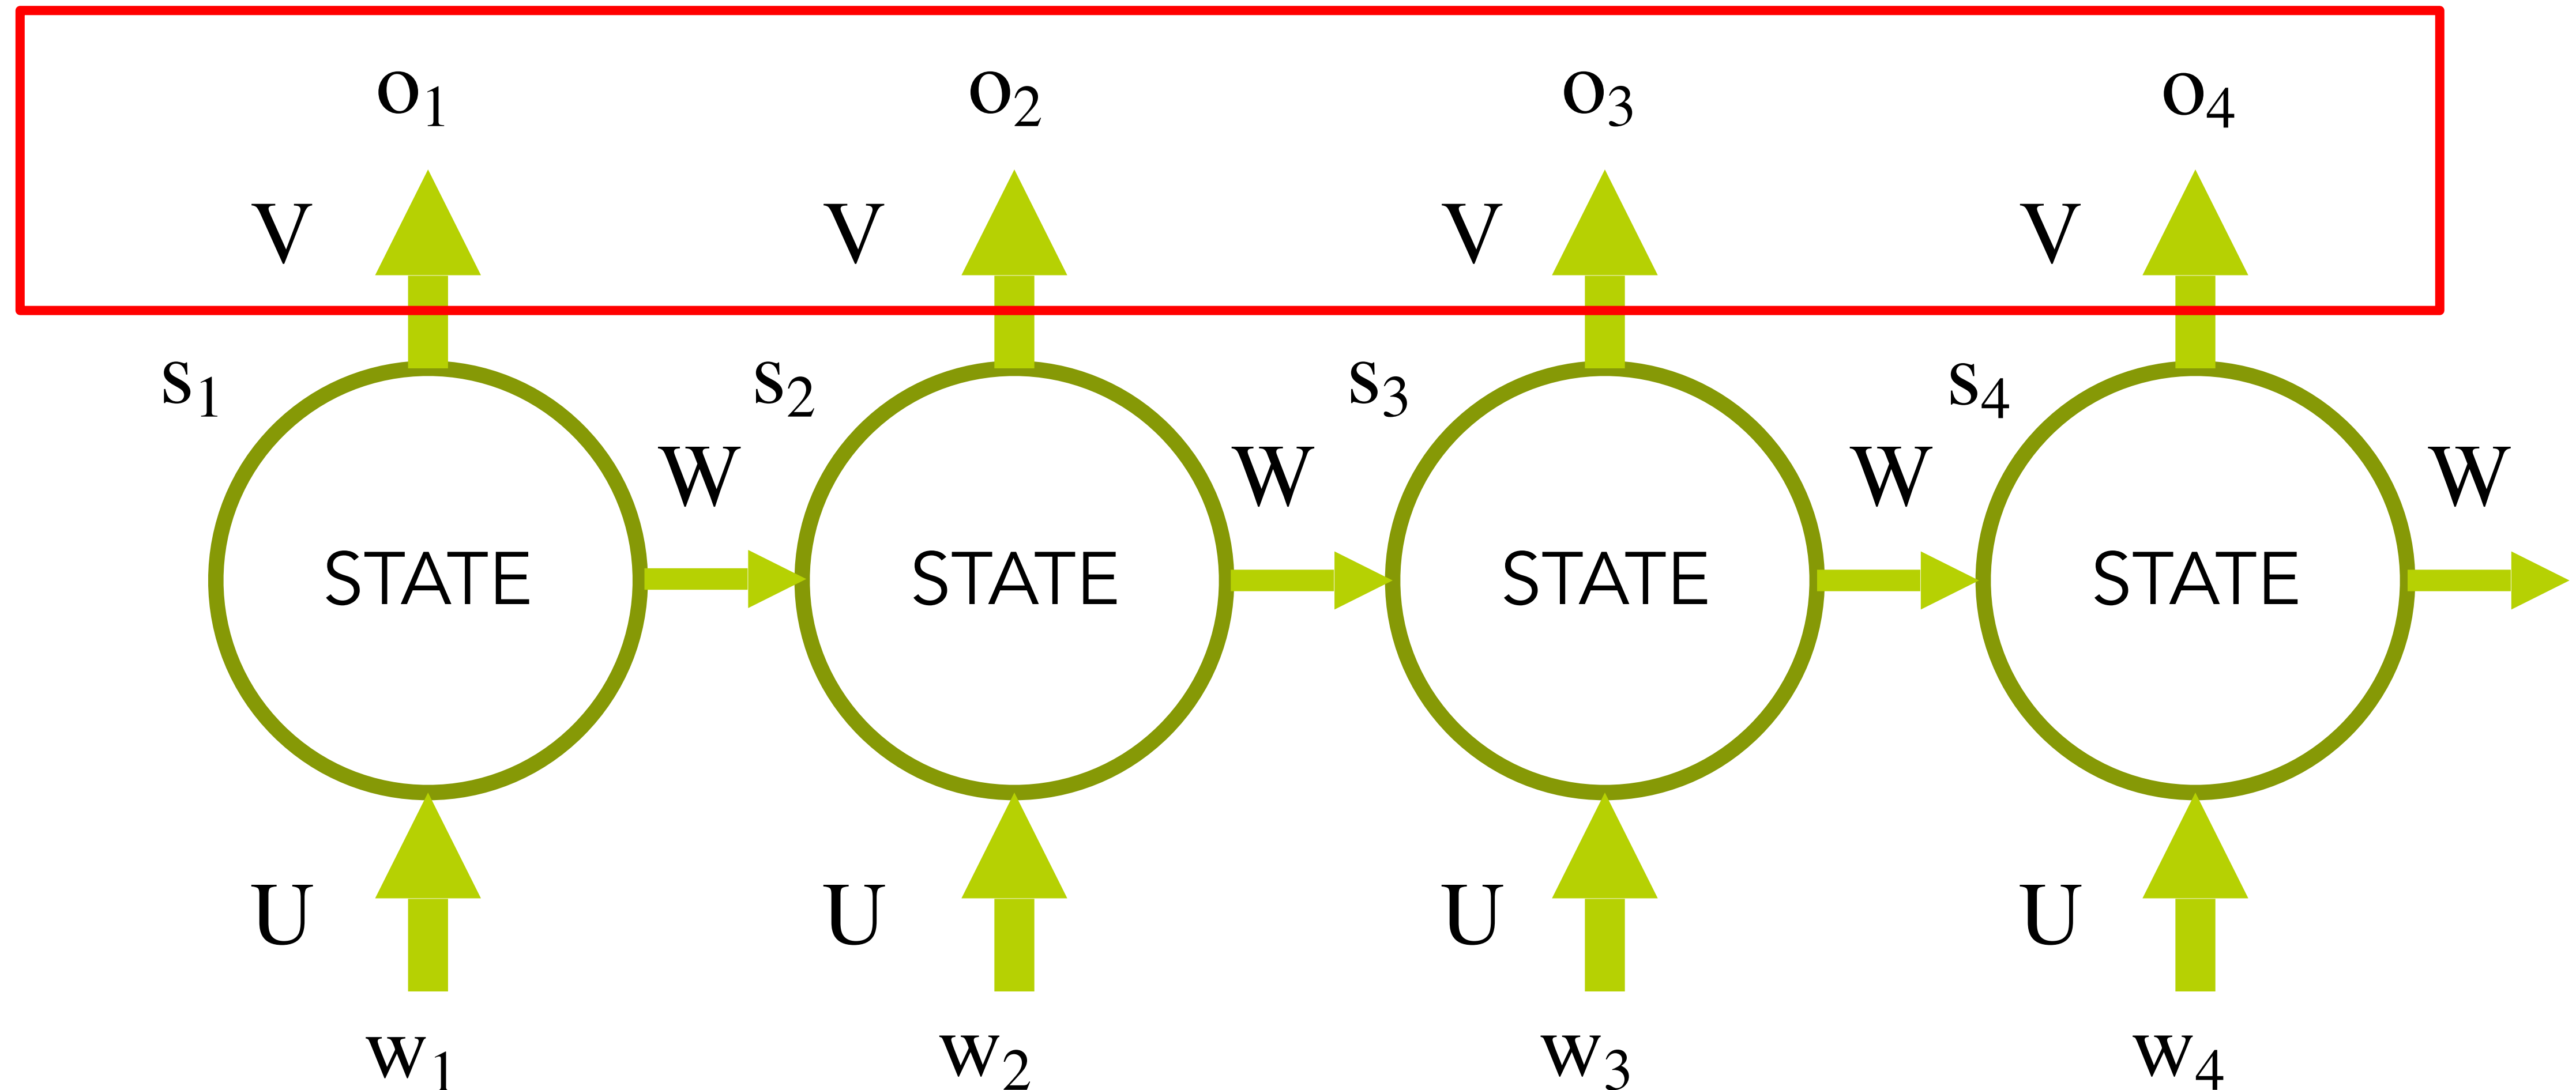 o₁ o₂ o₃ o₄
V V V V
s₁ s₂ s₃ s₄
W W W W
STATE STATE STATE STATE
U U U U
w₁ w₂ w₃ w₄